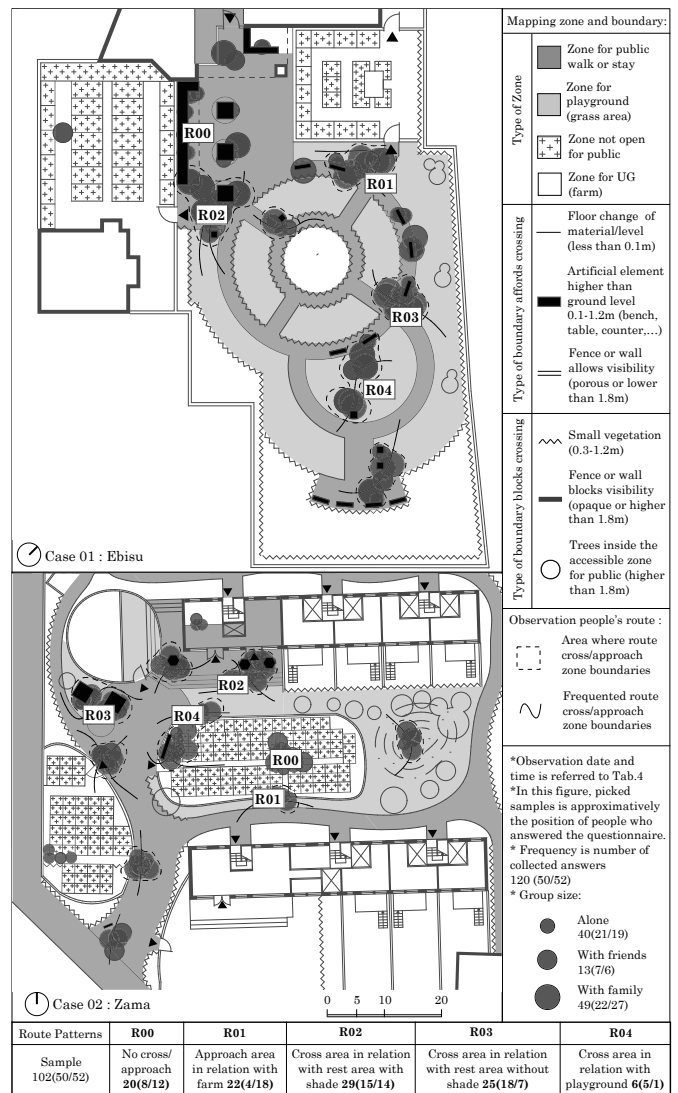 R00
R01
R02
R03
R04
Case 01 : Ebisu
R02
R03
R04
R00
R01
Case 02 : Zama
0 5 10 20
Mapping zone and boundary:
Type of Zone
Zone for public
walk or stay
Zone for
playground
(grass area)
Zone not open
for public
Zone for UG
(farm)
Type of boundary affords crossing
Floor change of
material/level
(less than 0.1m)
Artificial element
higher than
ground level
0.1-1.2m (bench,
table, counter,...)
Fence or wall
allows visibility
(porous or lower
than 1.8m)
Type of boundary blocks crossing
Small vegetation
(0.3-1.2m)
Fence or wall
blocks visibility
(opaque or higher
than 1.8m)
Trees inside the
accessible zone
for public (higher
than 1.8m)
Observation people's route :
Area where route
cross/approach
zone boundaries
Frequented route
cross/approach
zone boundaries
*Observation date and
time is referred to Tab.4
*In this figure, picked
samples is approximatively
the position of people who
answered the questionnaire.
* Frequency is number of
collected answers
120 (50/52)
* Group size:
Alone
40(21/19)
With friends
13(7/6)
With family
49(22/27)
Route Patterns R00 R01 R02 R03 R04
Sample
102(50/52)
No cross/
approach
20(8/12)
Approach area
in relation with
farm 22(4/18)
Cross area in relation
with rest area with
shade 29(15/14)
Cross area in relation
with rest area without
shade 25(18/7)
Cross area in
relation with
playground 6(5/1)